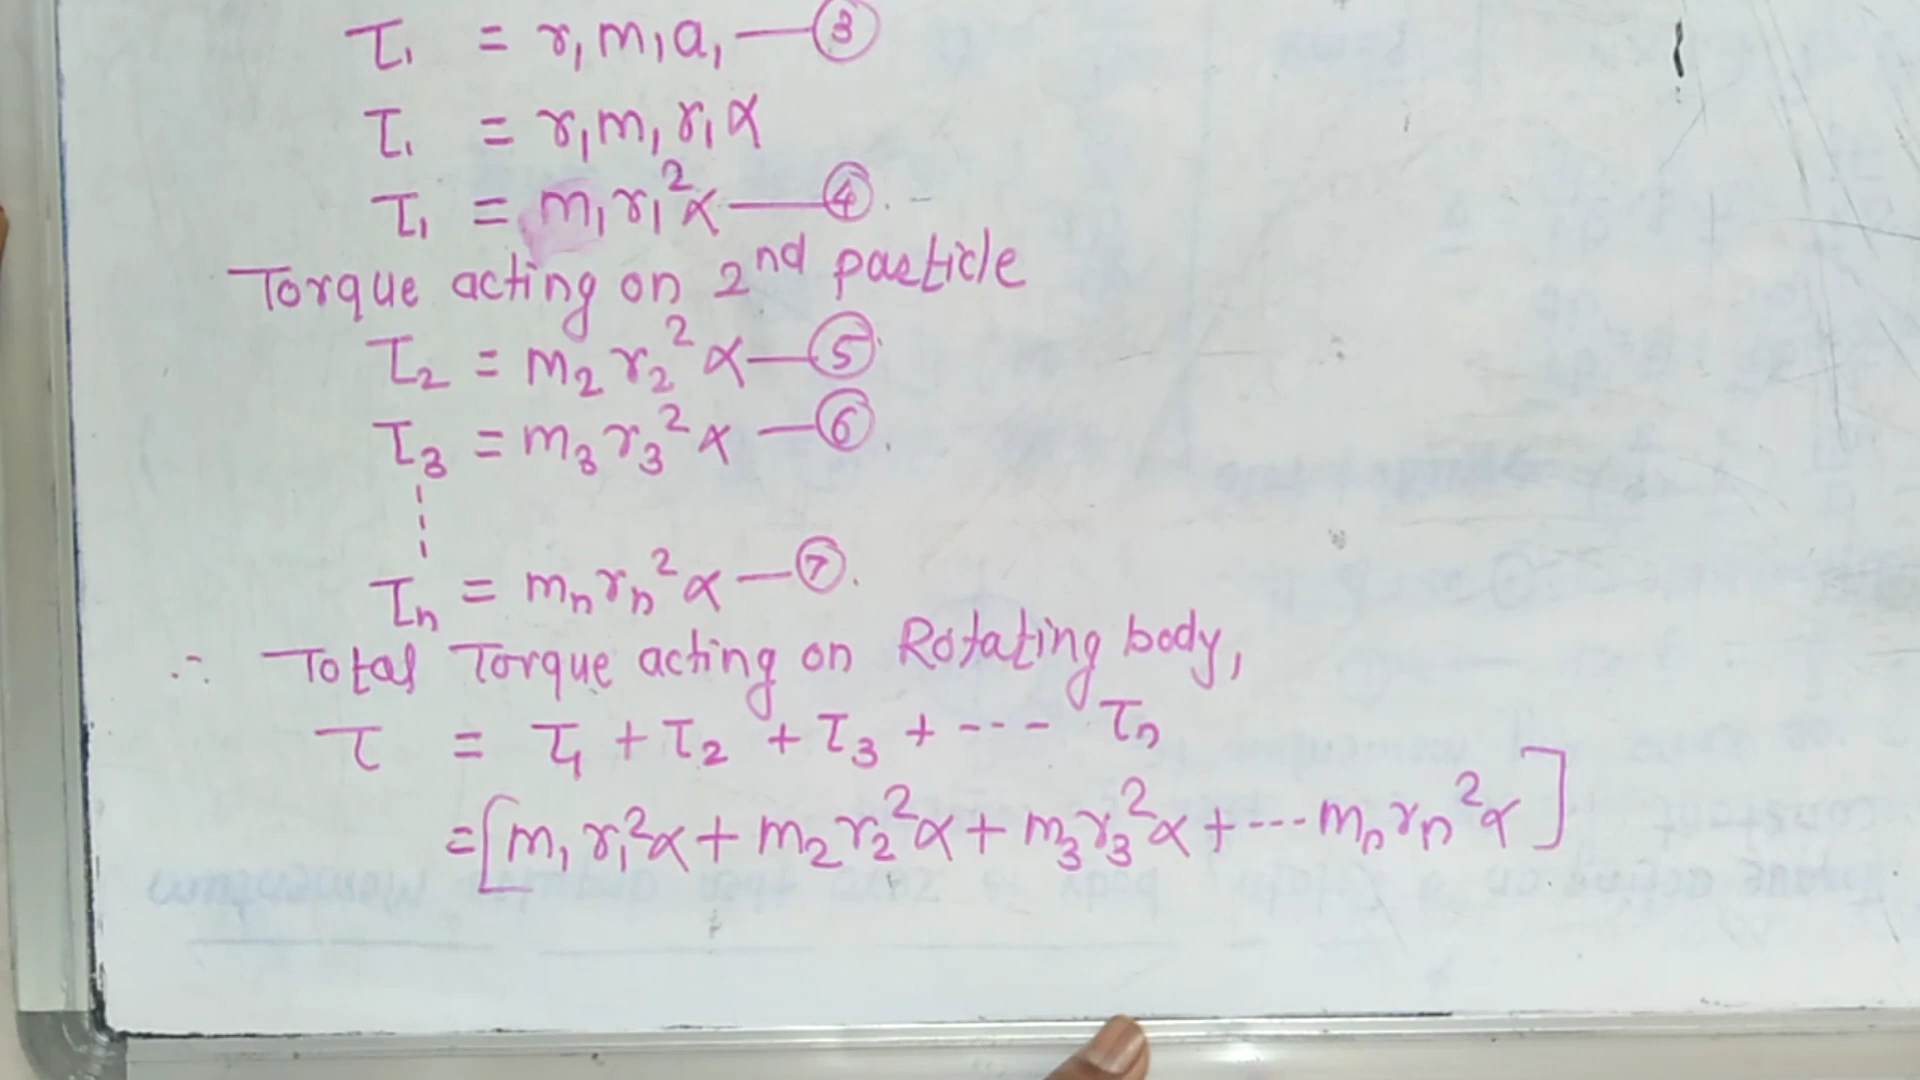 τ₁ = r₁m₁a₁ — ③
τ₁ = r₁m₁r₁α
τ₁ = m₁r₁²α — ④.
Torque acting on 2nd particle
τ₂ = m₂r₂²α — ⑤
τ₃ = m₃r₃²α — ⑥.
τₙ = mₙrₙ²α — ⑦.
∴ Total Torque acting on Rotating body,
τ = τ₁ + τ₂ + τ₃ + --- τₙ
= [m₁r₁²α + m₂r₂²α + m₃r₃²α + --- mₙrₙ²α]